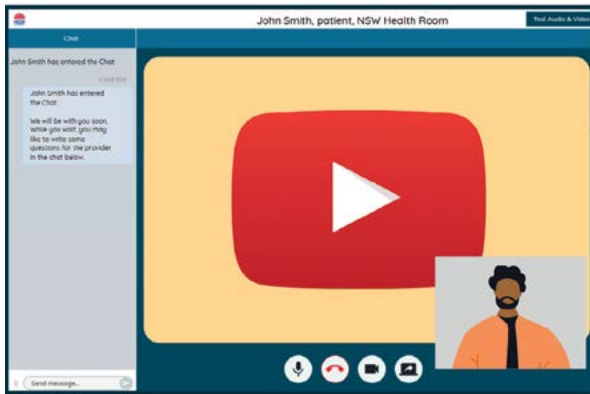 John Smith, patient, NSW Health Room
Test Audio & Video
Chat
John Smith has entered the Chat
John Smith has entered
the Chat.
We will be with you soon.
While you wait, you may
like to write some
questions for the provider
in the chat below.
Send message...